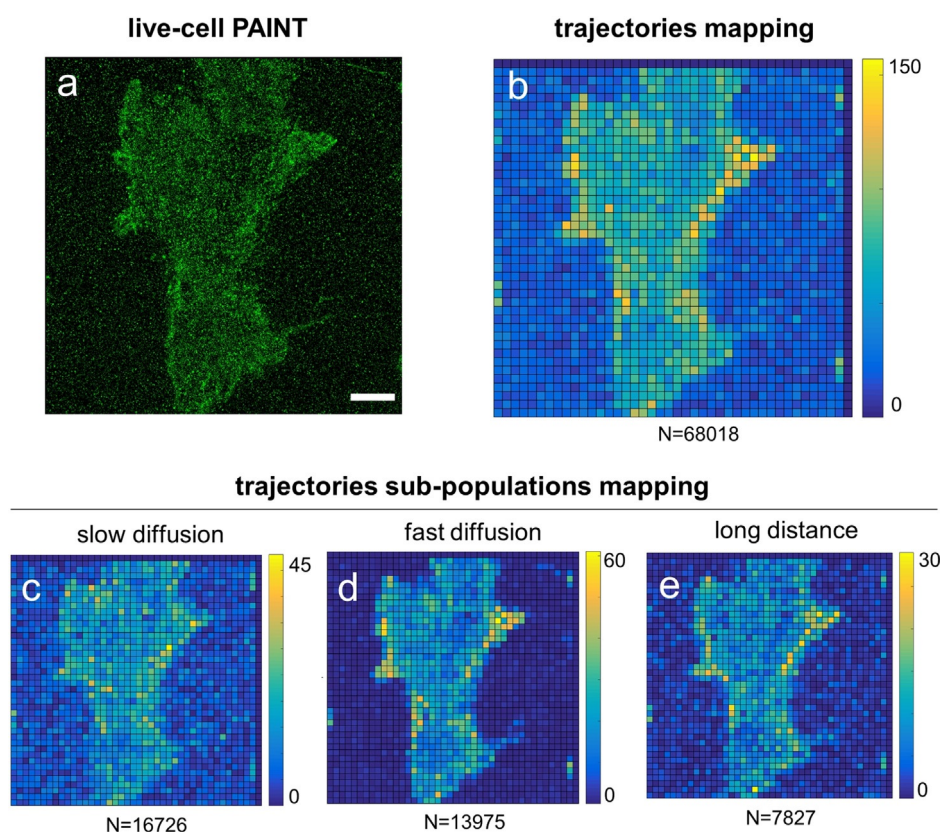 live-cell PAINT
trajectories mapping
a
b
150
0
N=68018
trajectories sub-populations mapping
slow diffusion
fast diffusion
long distance
c
45
0
d
60
0
e
30
0
N=16726
N=13975
N=7827